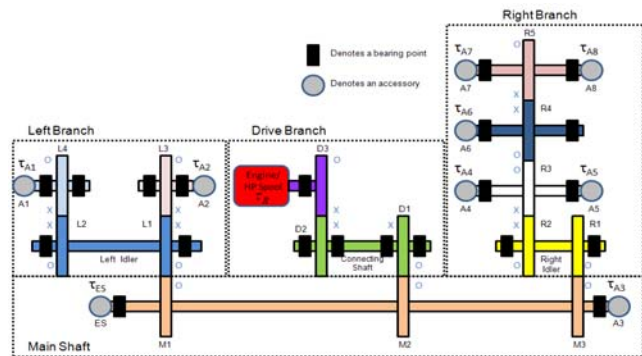 Right Branch
R5
τA7
τA8
A7
A8
Denotes a bearing point
Denotes an accessory
O
X
X
τA6
R4
A6
O
O
Left Branch
Drive Branch
L4
L3
D3
R3
τA1
τA2
τA4
τA5
Engine/
HP Spool
A1
A2
A4
A5
X
X
L2
L1
D2
D1
R2
R1
Left Idler
Connecting
Shaft
Right
Idler
τES
τA3
ES
A3
Main Shaft
M1
M2
M3